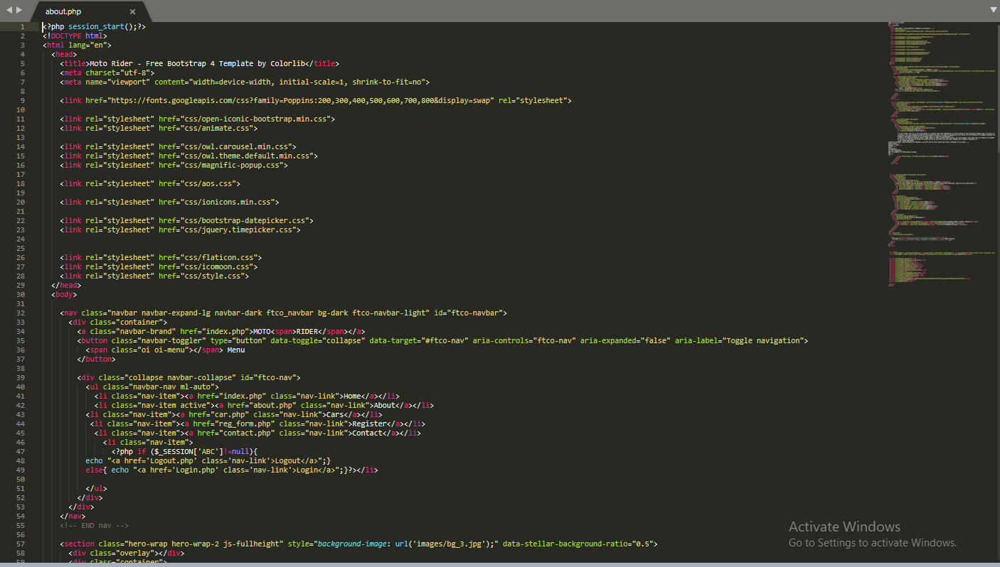 about.php ×
1 <?php session_start();?>
2 <!DOCTYPE html>
3 <html lang="en">
4 <head>
5 <title>Moto Rider - Free Bootstrap 4 Template by Colorlib</title>
6 <meta charset="utf-8">
7 <meta name="viewport" content="width=device-width, initial-scale=1, shrink-to-fit=no">
8
9 <link href="https://fonts.googleapis.com/css?family=Poppins:200,300,400,500,600,700,800&display=swap" rel="stylesheet">
10
11 <link rel="stylesheet" href="css/open-iconic-bootstrap.min.css">
12 <link rel="stylesheet" href="css/animate.css">
13
14 <link rel="stylesheet" href="css/owl.carousel.min.css">
15 <link rel="stylesheet" href="css/owl.theme.default.min.css">
16 <link rel="stylesheet" href="css/magnific-popup.css">
17
18 <link rel="stylesheet" href="css/aos.css">
19
20 <link rel="stylesheet" href="css/ionicons.min.css">
21
22 <link rel="stylesheet" href="css/bootstrap-datepicker.css">
23 <link rel="stylesheet" href="css/jquery.timepicker.css">
24
25
26 <link rel="stylesheet" href="css/flaticon.css">
27 <link rel="stylesheet" href="css/icomoon.css">
28 <link rel="stylesheet" href="css/style.css">
29 </head>
30 <body>
31
32 <nav class="navbar navbar-expand-lg navbar-dark ftco_navbar bg-dark ftco-navbar-light" id="ftco-navbar">
33 <div class="container">
34 <a class="navbar-brand" href="index.php">MOTO<span>RIDER</span></a>
35 <button class="navbar-toggler" type="button" data-toggle="collapse" data-target="#ftco-nav" aria-controls="ftco-nav" aria-expanded="false" aria-label="Toggle navigation">
36 <span class="oi oi-menu"></span> Menu
37 </button>
38
39 <div class="collapse navbar-collapse" id="ftco-nav">
40 <ul class="navbar-nav ml-auto">
41 <li class="nav-item"><a href="index.php" class="nav-link">Home</a></li>
42 <li class="nav-item active"><a href="about.php" class="nav-link">About</a></li>
43 <li class="nav-item"><a href="car.php" class="nav-link">Cars</a></li>
44 <li class="nav-item"><a href="reg_form.php" class="nav-link">Register</a></li>
45 <li class="nav-item"><a href="contact.php" class="nav-link">Contact</a></li>
46 <li class="nav-item">
47 <?php if ($_SESSION['ABC']!=null){
48 echo "<a href='Logout.php' class='nav-link'>Logout</a>";}
49 else{ echo "<a href='Login.php' class='nav-link'>Login</a>";}?></li>
50
51 </ul>
52 </div>
53 </div>
54 </nav>
55 <!-- END nav -->
56
57 <section class="hero-wrap hero-wrap-2 js-fullheight" style="background-image: url('images/bg_3.jpg');" data-stellar-background-ratio="0.5">
58 <div class="overlay"></div>
59 <div class="container">
Activate Windows
Go to Settings to activate Windows.